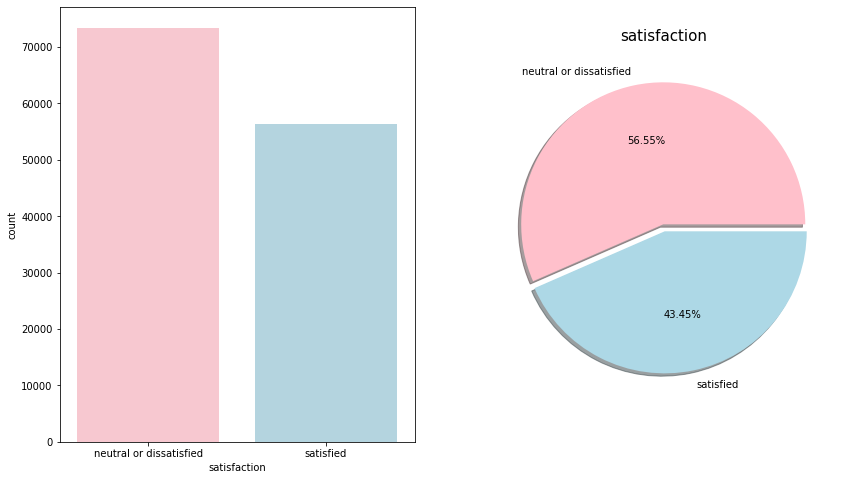 70000
60000
50000
40000
30000
20000
10000
0
count
neutral or dissatisfied
satisfied
satisfaction
satisfaction
neutral or dissatisfied
56.55%
43.45%
satisfied